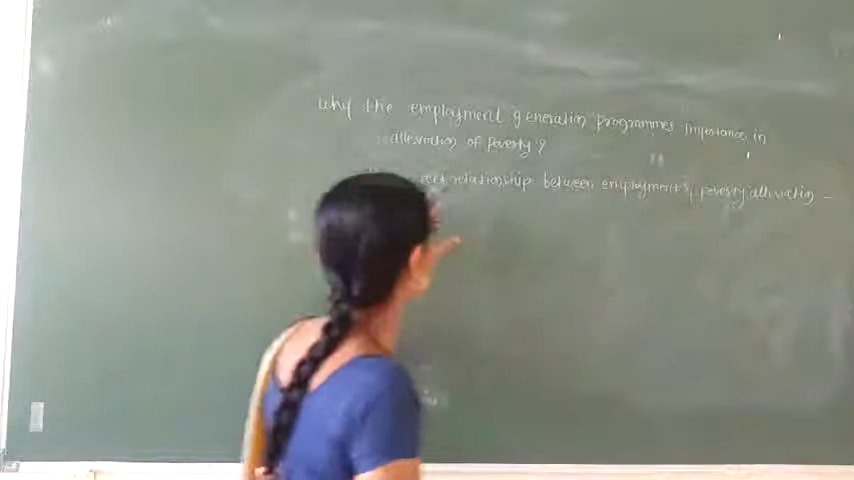 Why the employment generation programmes importance in
alleviation of poverty?
relationship between employment & poverty alleviation -